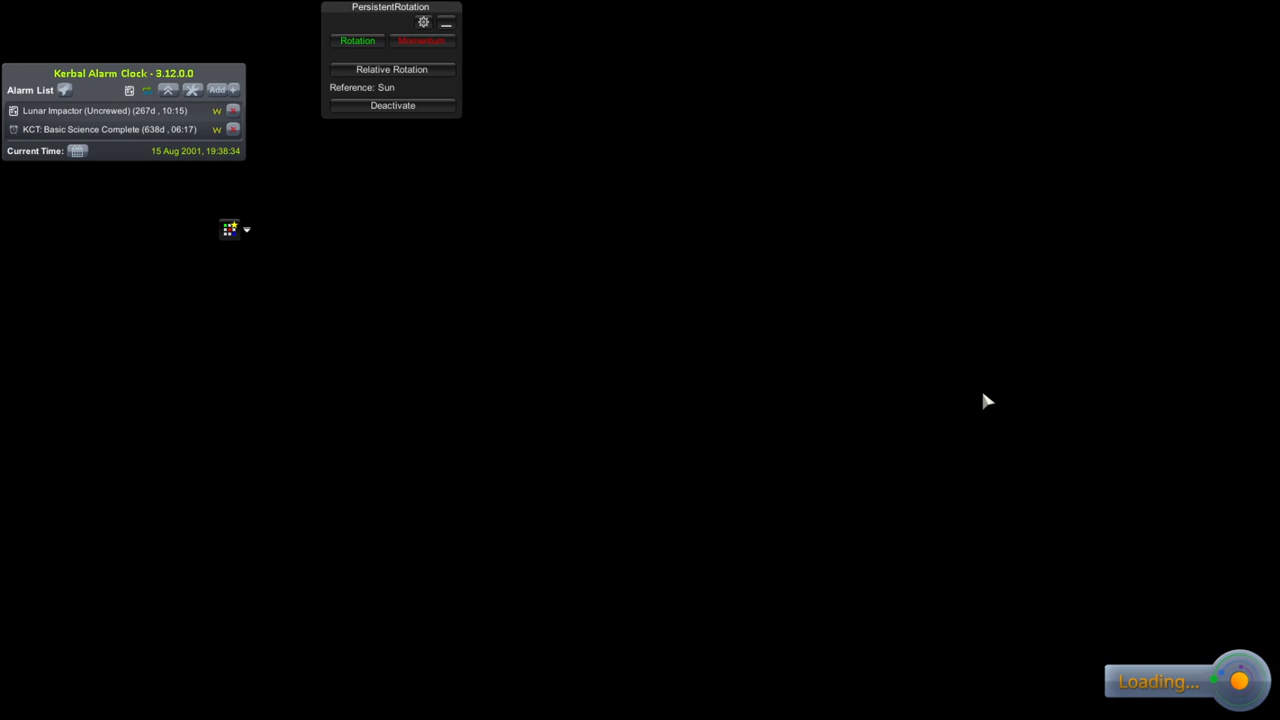 PersistentRotation
Rotation
Momentum
Relative Rotation
Reference: Sun
Deactivate
Kerbal Alarm Clock - 3.12.0.0
Alarm List
Add +
Lunar Impactor (Uncrewed) (267d , 10:15) W
KCT: Basic Science Complete (638d , 06:17) W
Current Time: 15 Aug 2001, 19:38:34
Loading...